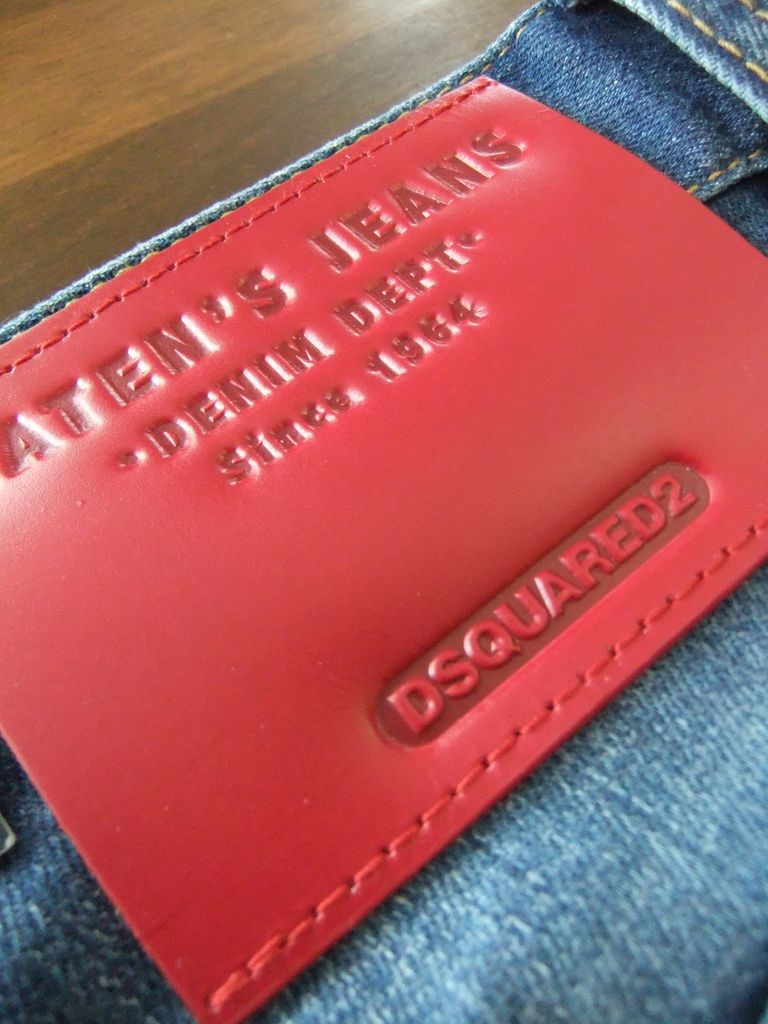 ATEN'S JEANS
·DENIM DEPT·
Since 1964
DSQUARED2